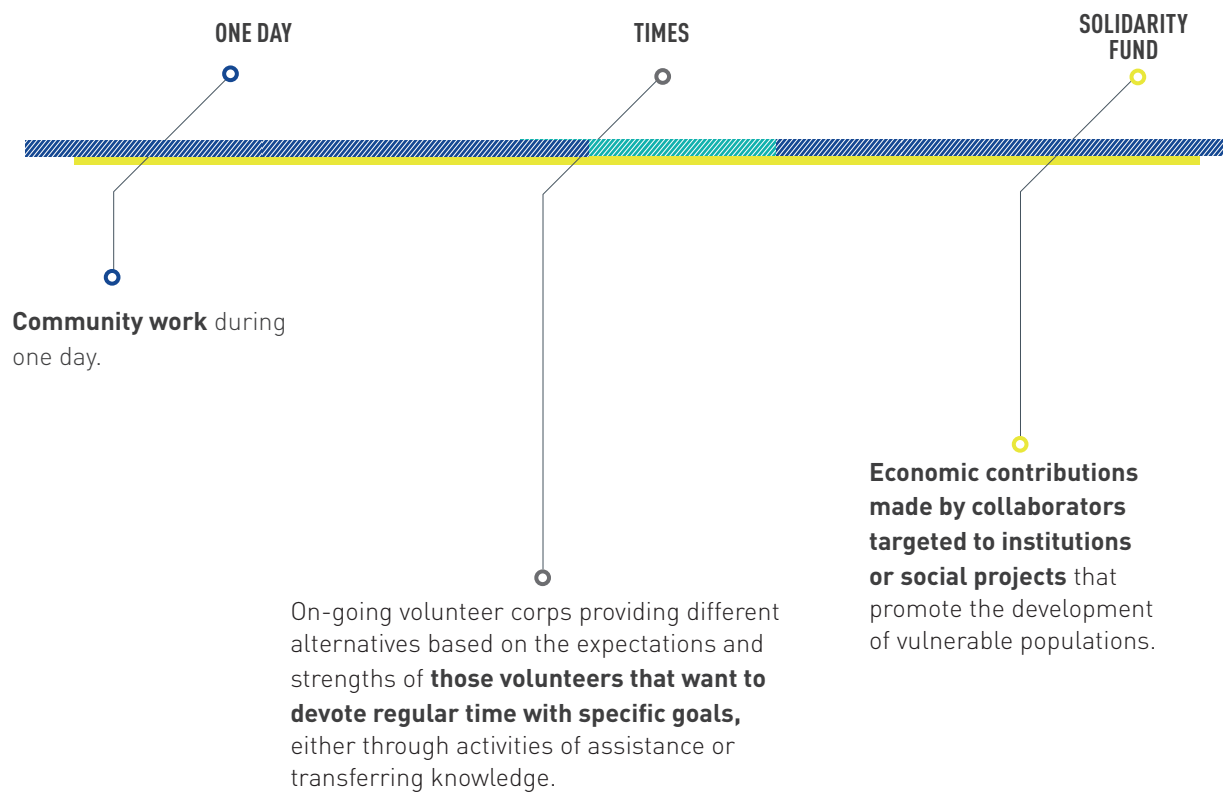 ONE DAY
TIMES
SOLIDARITY
FUND
Community work during
one day.
On-going volunteer corps providing different
alternatives based on the expectations and
strengths of those volunteers that want to
devote regular time with specific goals,
either through activities of assistance or
transferring knowledge.
Economic contributions
made by collaborators
targeted to institutions
or social projects that
promote the development
of vulnerable populations.